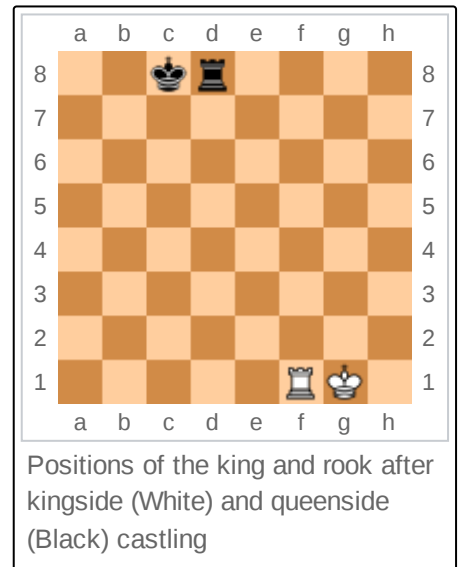 a b c d e f g h
8 8
7 7
6 6
5 5
4 4
3 3
2 2
1 1
a b c d e f g h
Positions of the king and rook after
kingside (White) and queenside
(Black) castling